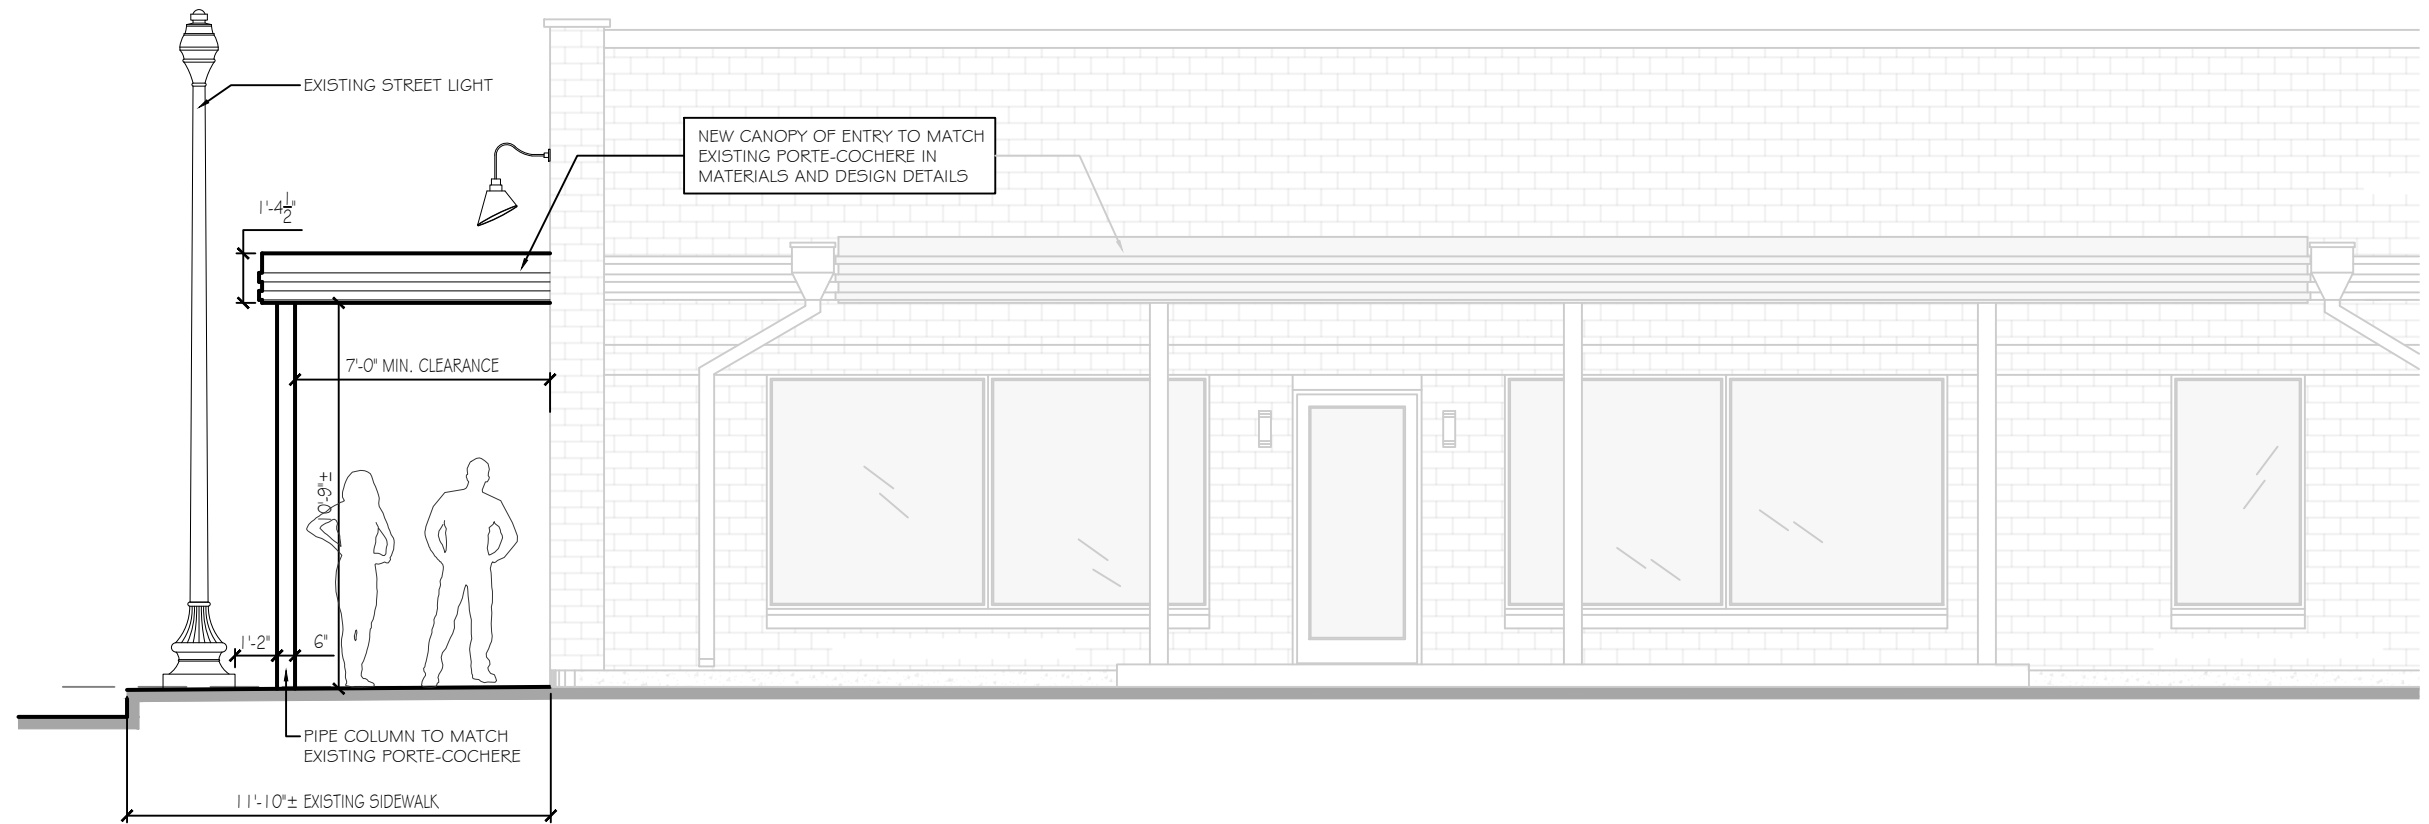 EXISTING STREET LIGHT
NEW CANOPY OF ENTRY TO MATCH
EXISTING PORTE-COCHERE IN
MATERIALS AND DESIGN DETAILS
1'-4 1/2"
7'-0" MIN. CLEARANCE
10'-9"±
1'-2"
6"
PIPE COLUMN TO MATCH
EXISTING PORTE-COCHERE
11'-10"± EXISTING SIDEWALK